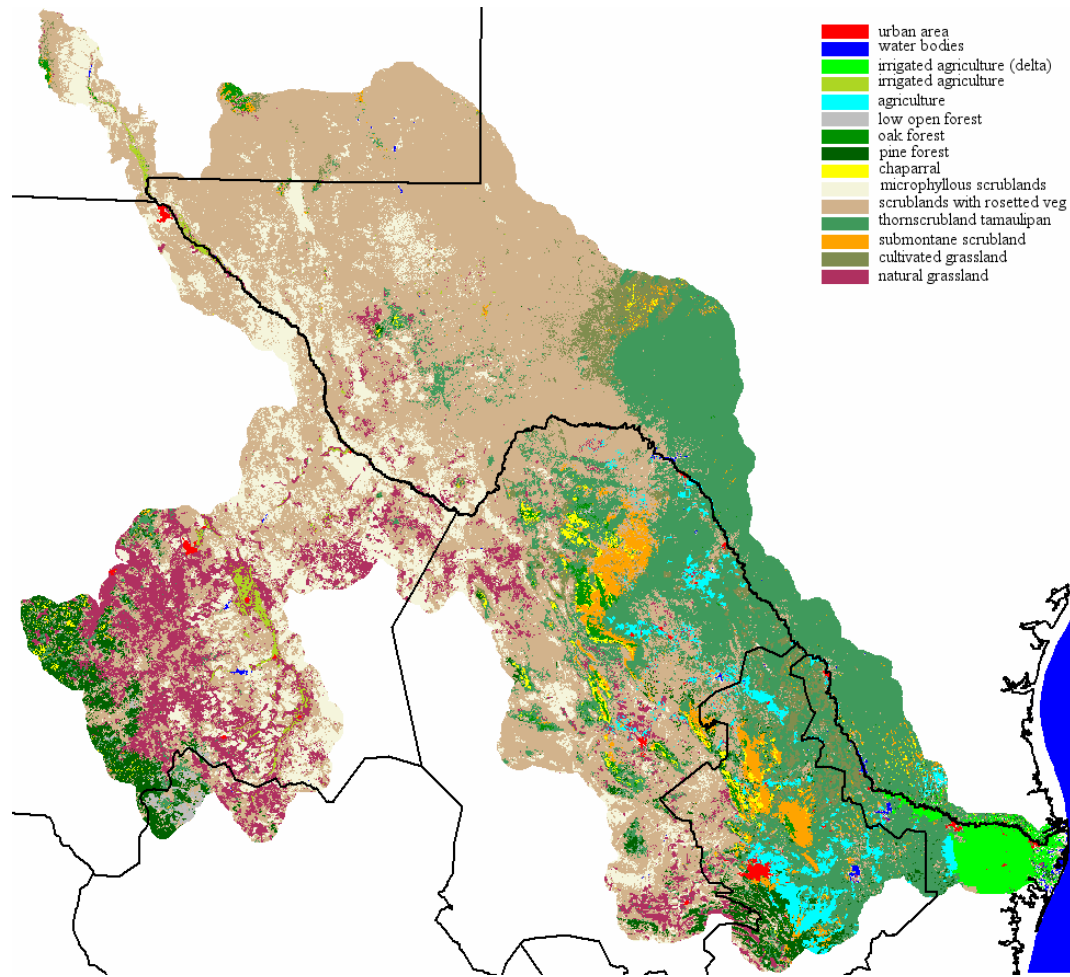 urban area
water bodies
irrigated agriculture (delta)
irrigated agriculture
agriculture
low open forest
oak forest
pine forest
chaparral
microphyllous scrublands
scrublands with rosetted veg
thornscrubland tamaulipan
submontane scrubland
cultivated grassland
natural grassland